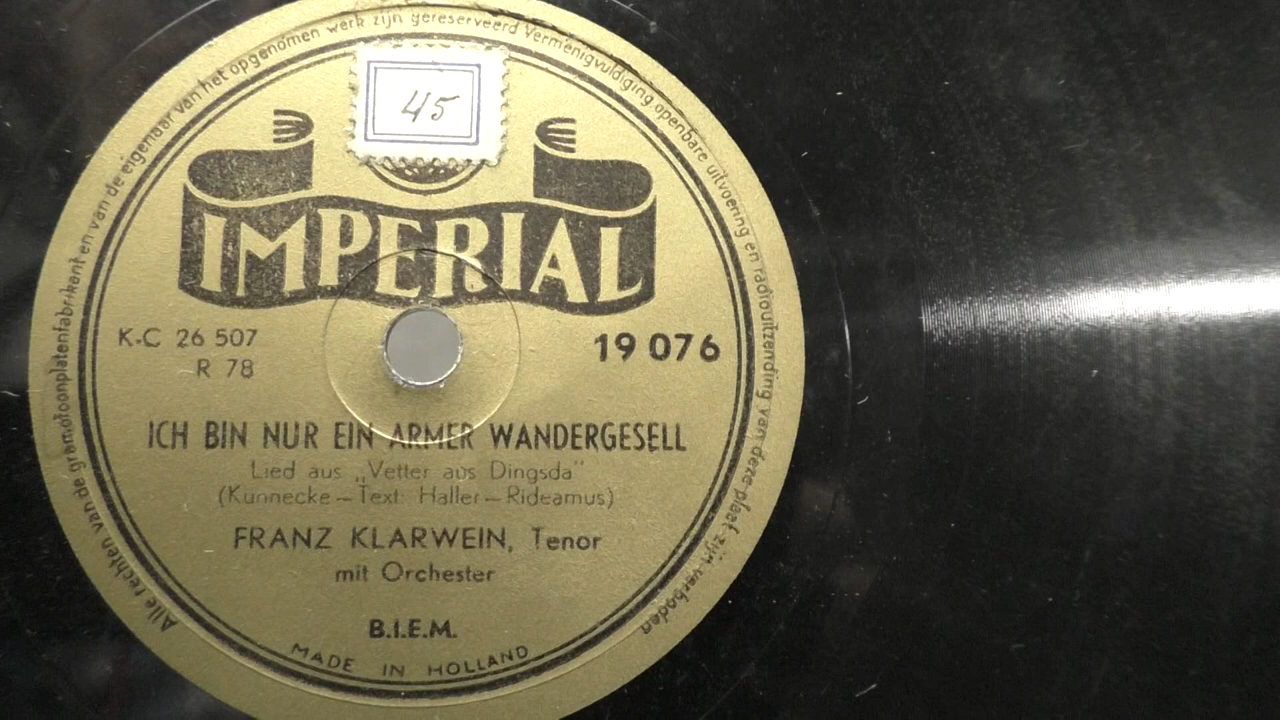 Alle rechten van de gramofoonplatenfabrikant en van de eigenaar van het opgenomen werk zijn gereserveerd Vermenigvuldiging openbare uitvoering en radiouitzending van deze plaat zijn verboden
45
IMPERIAL
K-C 26 507
19 076
R 78
ICH BIN NUR EIN ARMER WANDERGESELL
Lied aus „Vetter aus Dingsda"
(Künnecke – Text: Haller – Rideamus)
FRANZ KLARWEIN, Tenor
mit Orchester
B.I.E.M.
MADE IN HOLLAND